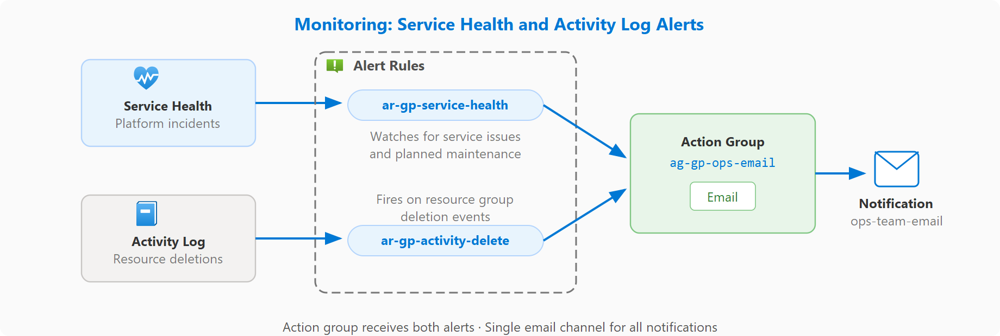 Monitoring: Service Health and Activity Log Alerts
Service Health
Platform incidents
Activity Log
Resource deletions
Alert Rules
ar-gp-service-health
Watches for service issues
and planned maintenance
Fires on resource group
deletion events
ar-gp-activity-delete
Action Group
ag-gp-ops-email
Email
Notification
ops-team-email
Action group receives both alerts · Single email channel for all notifications